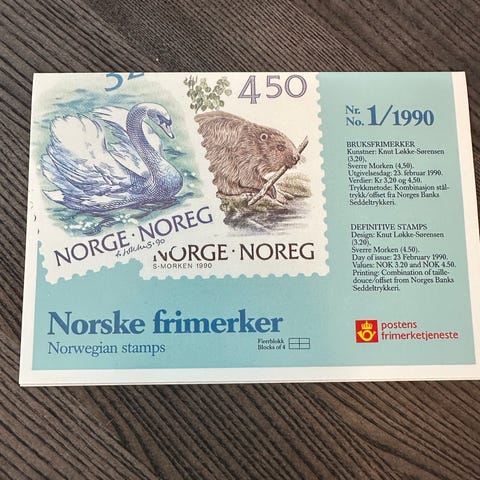 32
4 50
NORGE·NOREG
NORGE·NOREG
S·MORKEN 1990
Nr.
No. 1/1990
BRUKSFRIMERKER
Kunstner: Knut Løkke-Sørensen
(3,20),
Sverre Morken (4,50).
Utgivelsesdag: 23. februar 1990.
Verdier: Kr 3,20 og 4,50.
Trykkmetode: Kombinasjon stål-
trykk/offset fra Norges Banks
Seddeltrykkeri.
DEFINITIVE STAMPS
Design: Knut Løkke-Sørensen
(3.20).
Sverre Morken (4.50).
Day of issue: 23 February 1990.
Values: NOK 3.20 and NOK 4.50.
Printing: Combination of taille-
douce/offset from Norges Banks
Seddeltrykkeri.
Norske frimerker
Norwegian stamps
Fireblokk
Blocks of 4
postens
frimerketjeneste